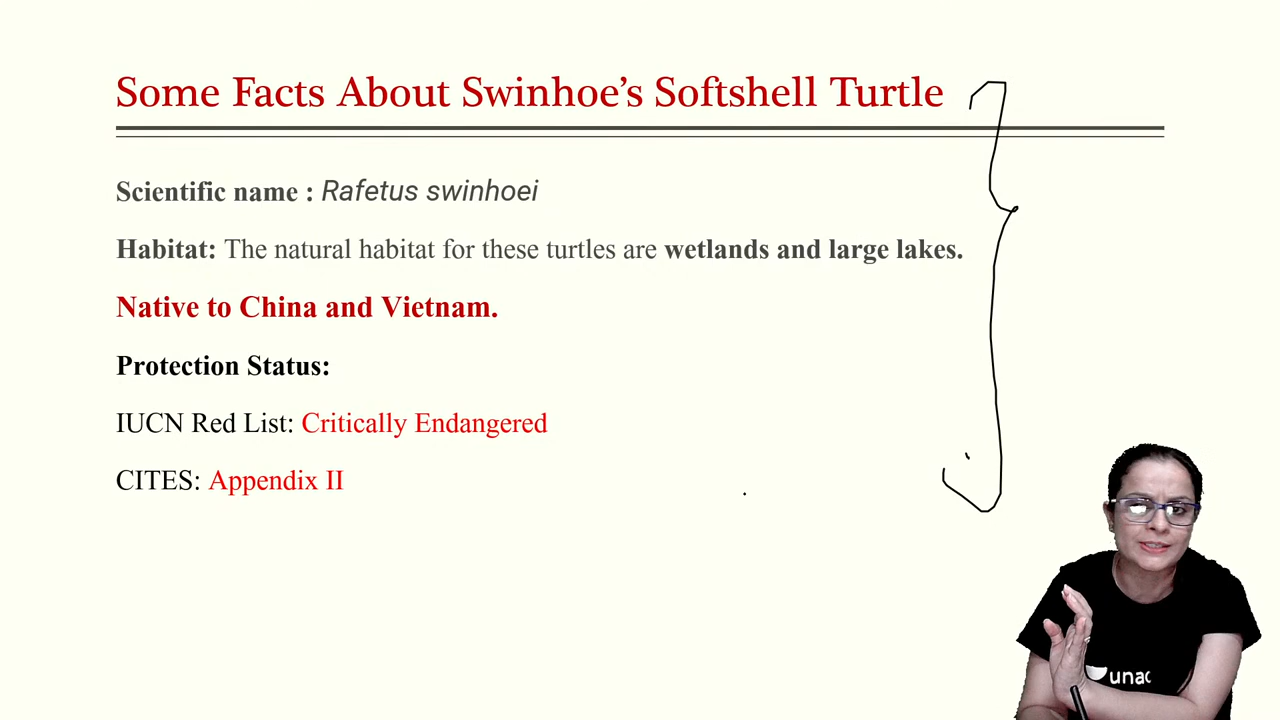 Some Facts About Swinhoe’s Softshell Turtle
Scientific name : Rafetus swinhoei
Habitat: The natural habitat for these turtles are wetlands and large lakes.
Native to China and Vietnam.
Protection Status:
IUCN Red List: Critically Endangered
CITES: Appendix II
unac